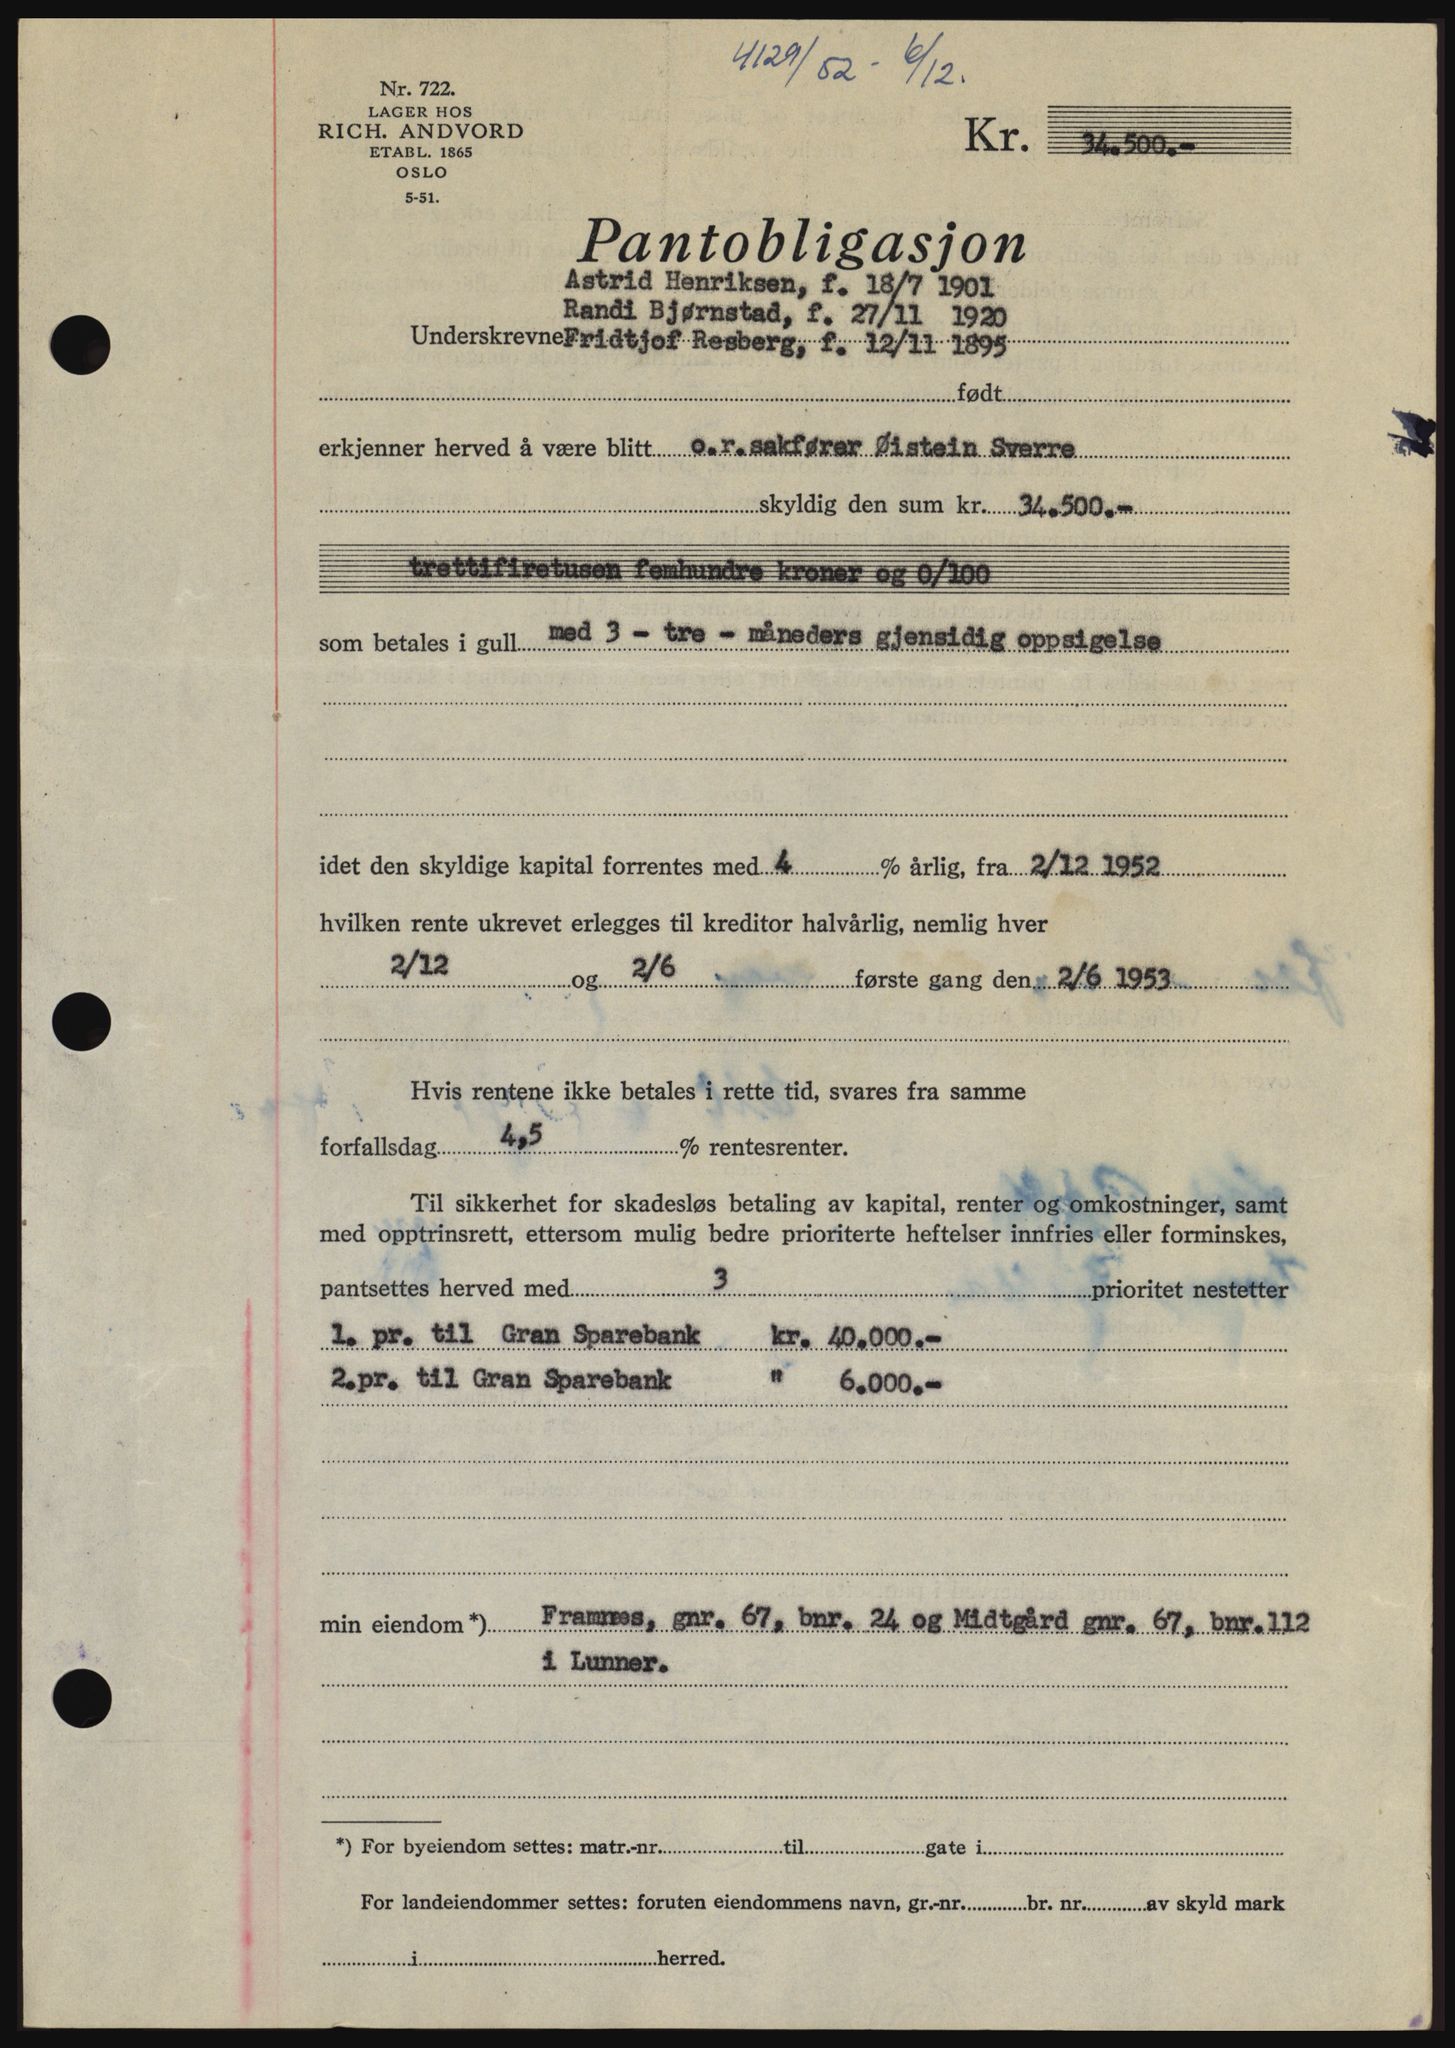 4129/52 - 6/12.
Nr. 722.
LAGER HOS
RICH. ANDVORD
ETABL. 1865
OSLO
5-51.
Kr. 34.500.-
Pantobligasjon
Astrid Henriksen, f. 18/7 1901
Randi Bjørnstad, f. 27/11 1920
Underskrevne Fridtjof Resberg, f. 12/11 1895
født
erkjenner herved å være blitt o.r.sakfører Øistein Sverre
skyldig den sum kr. 34.500.-
trettifiretusen femhundre kroner og 0/100
som betales i gull med 3 - tre - måneders gjensidig oppsigelse
idet den skyldige kapital forrentes med 4 % årlig, fra 2/12 1952
hvilken rente ukrevet erlegges til kreditor halvårlig, nemlig hver
2/12 og 2/6 første gang den 2/6 1953
Hvis rentene ikke betales i rette tid, svares fra samme
forfallsdag 4,5 % rentesrenter.
Til sikkerhet for skadesløs betaling av kapital, renter og omkostninger, samt
med opptrinsrett, ettersom mulig bedre prioriterte heftelser innfries eller forminskes,
pantsettes herved med 3 prioritet nestetter
1. pr. til Gran Sparebank kr. 40.000.-
2.pr. til Gran Sparebank " 6.000.-
min eiendom *) Framnes, gnr. 67, bnr. 24 og Midtgård gnr. 67, bnr.112
i Lunner.
*) For byeiendom settes: matr.-nr. til gate i
For landeiendommer settes: foruten eiendommens navn, gr.-nr. br. nr. av skyld mark
i herred.